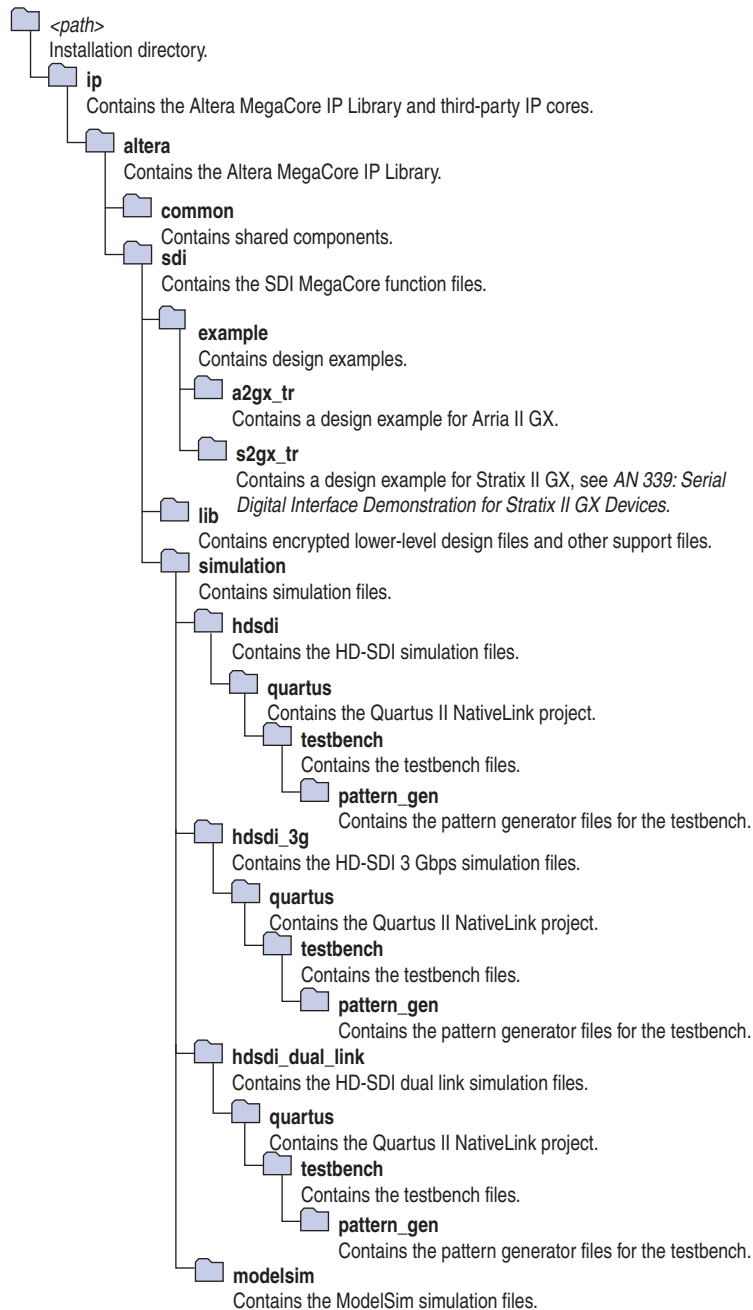 <path>
Installation directory.
ip
Contains the Altera MegaCore IP Library and third-party IP cores.
altera
Contains the Altera MegaCore IP Library.
common
Contains shared components.
sdi
Contains the SDI MegaCore function files.
example
Contains design examples.
a2gx_tr
Contains a design example for Arria II GX.
s2gx_tr
Contains a design example for Stratix II GX, see AN 339: Serial
Digital Interface Demonstration for Stratix II GX Devices.
lib
Contains encrypted lower-level design files and other support files.
simulation
Contains simulation files.
hdsdi
Contains the HD-SDI simulation files.
quartus
Contains the Quartus II NativeLink project.
testbench
Contains the testbench files.
pattern_gen
Contains the pattern generator files for the testbench.
hdsdi_3g
Contains the HD-SDI 3 Gbps simulation files.
quartus
Contains the Quartus II NativeLink project.
testbench
Contains the testbench files.
pattern_gen
Contains the pattern generator files for the testbench.
hdsdi_dual_link
Contains the HD-SDI dual link simulation files.
quartus
Contains the Quartus II NativeLink project.
testbench
Contains the testbench files.
pattern_gen
Contains the pattern generator files for the testbench.
modelsim
Contains the ModelSim simulation files.